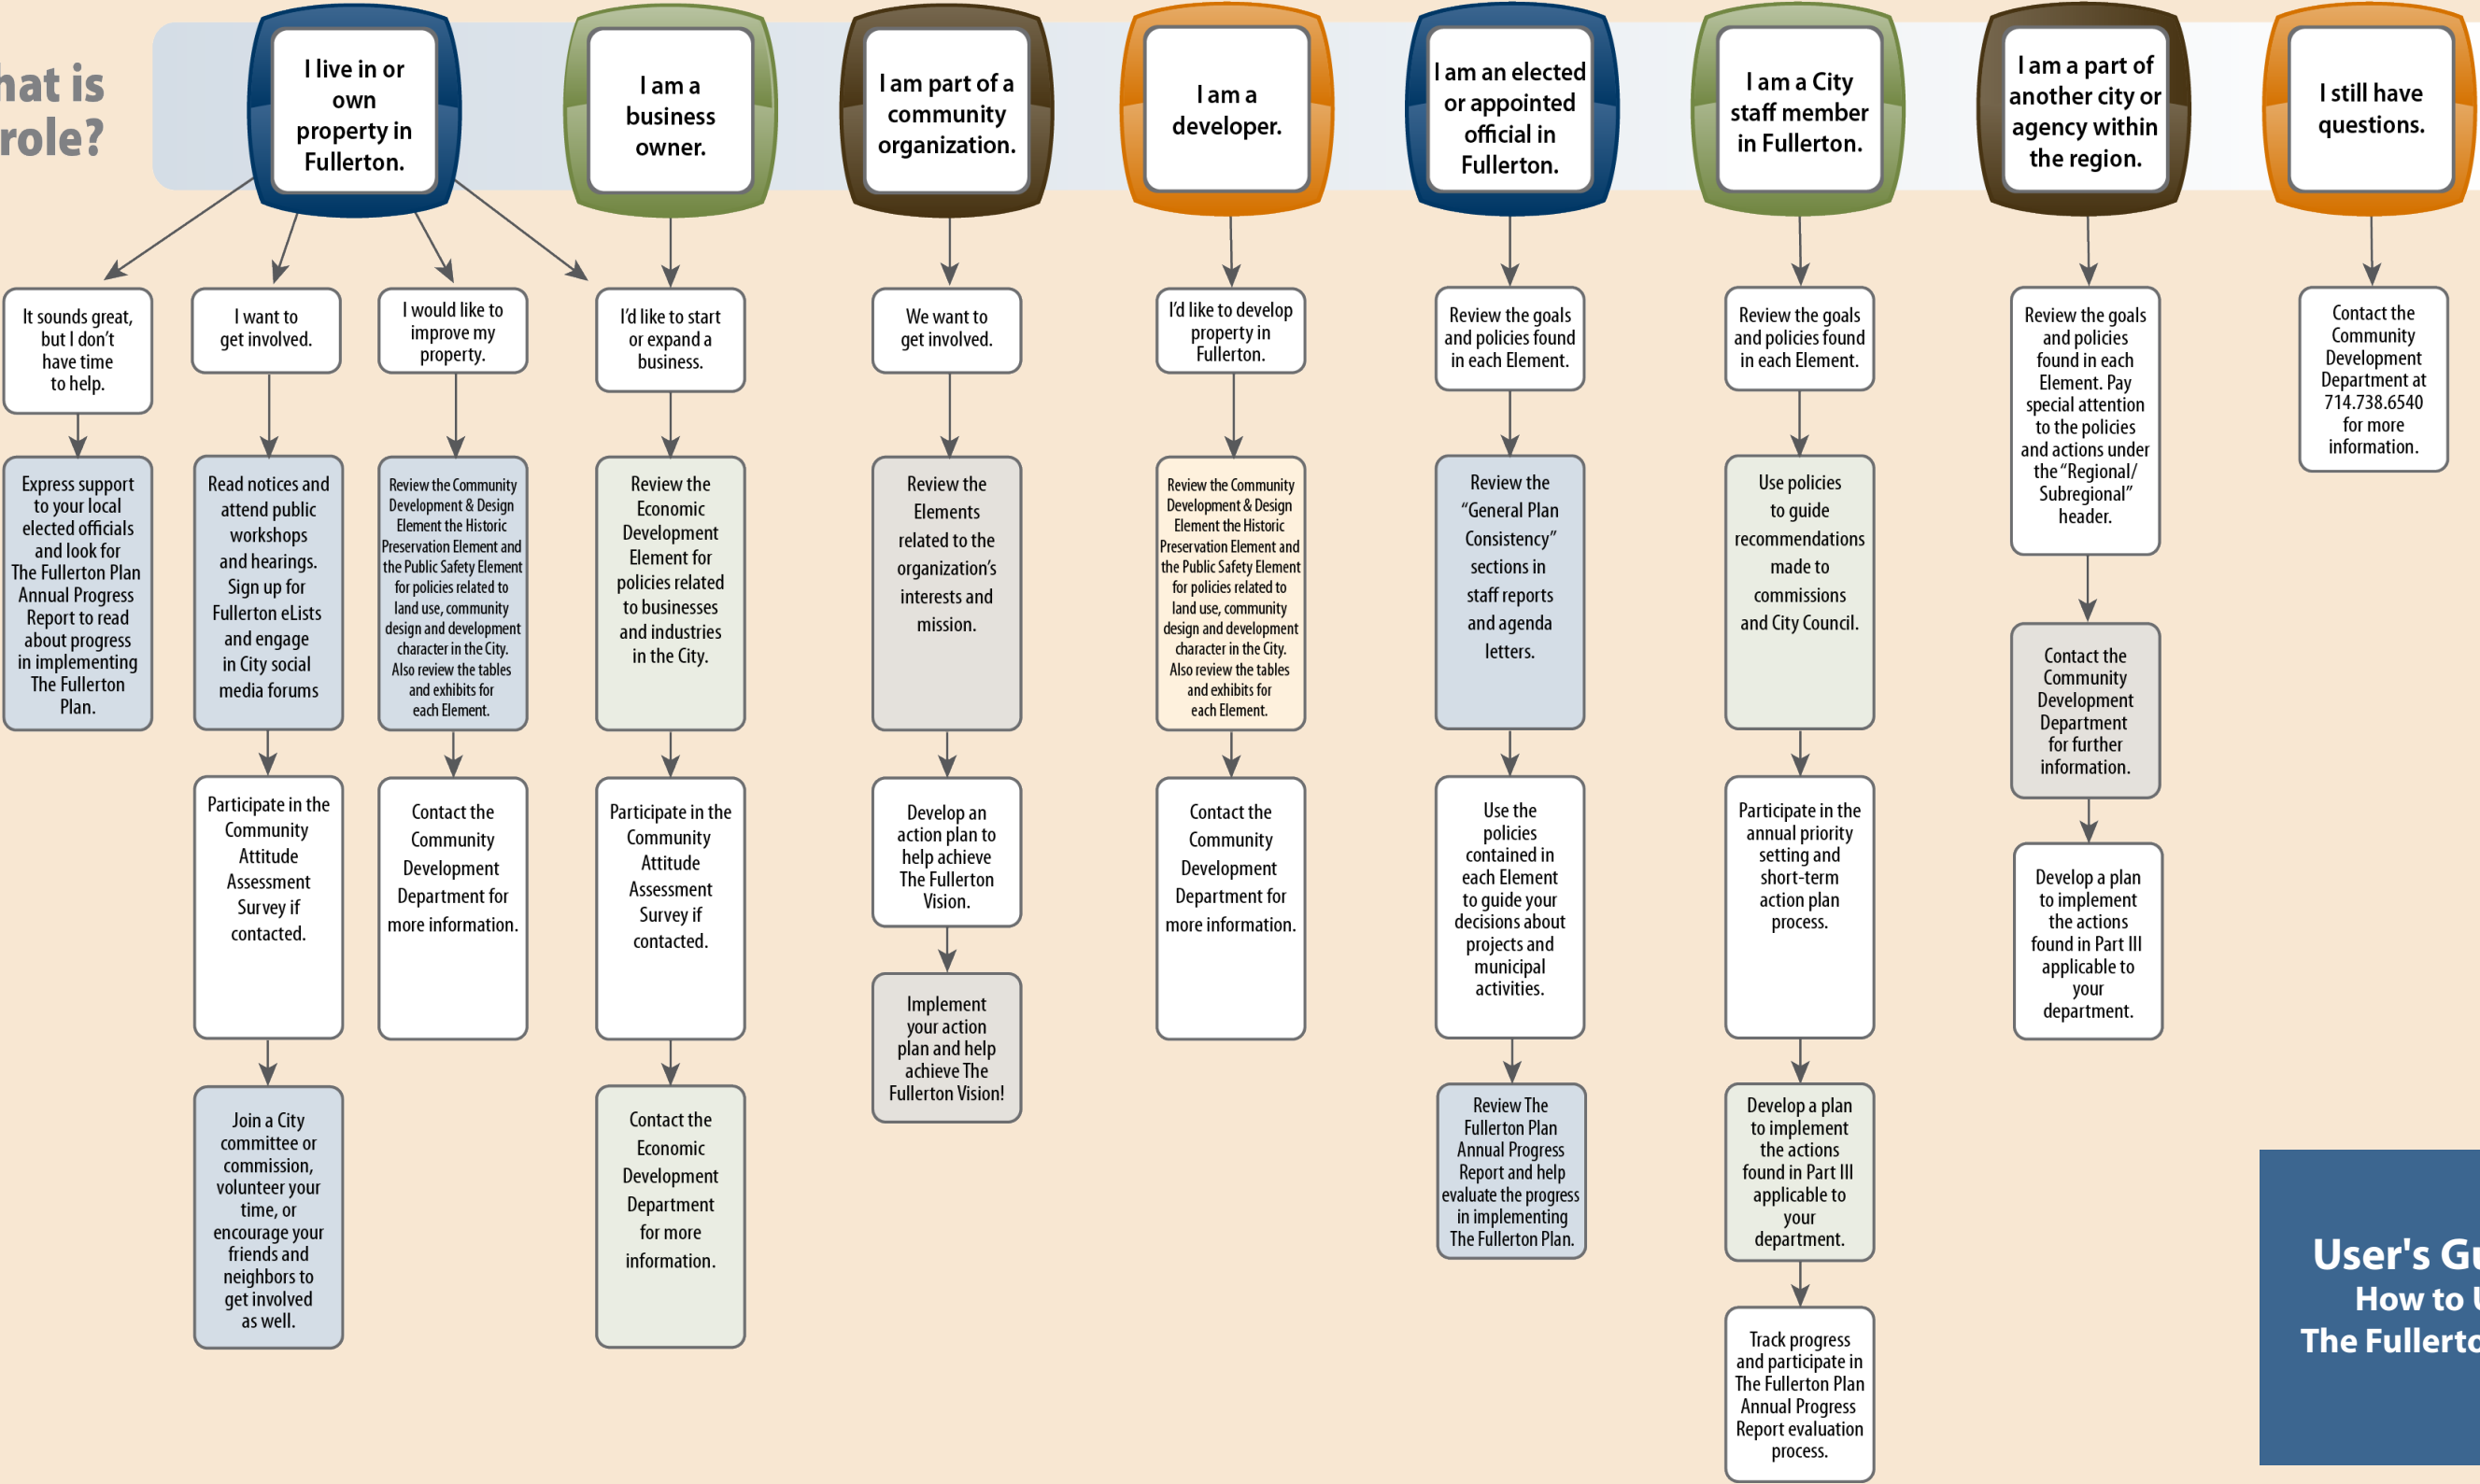 hat is
role?
I live in or
own
property in
Fullerton.
I am a
business
owner.
I am part of a
community
organization.
I am a
developer.
I am an elected
or appointed
official in
Fullerton.
I am a City
staff member
in Fullerton.
I am a part of
another city or
agency within
the region.
I still have
questions.
It sounds great,
but I don’t
have time
to help.
I want to
get involved.
I would like to
improve my
property.
I’d like to start
or expand a
business.
We want to
get involved.
I’d like to develop
property in
Fullerton.
Review the goals
and policies found
in each Element.
Review the goals
and policies found
in each Element.
Review the goals
and policies
found in each
Element. Pay
special attention
to the policies
and actions under
the “Regional/
Subregional”
header.
Contact the
Community
Development
Department at
714.738.6540
for more
information.
Express support
to your local
elected officials
and look for
The Fullerton Plan
Annual Progress
Report to read
about progress
in implementing
The Fullerton
Plan.
Read notices and
attend public
workshops
and hearings.
Sign up for
Fullerton eLists
and engage
in City social
media forums
Review the Community
Development & Design
Element the Historic
Preservation Element and
the Public Safety Element
for policies related to
land use, community
design and development
character in the City.
Also review the tables
and exhibits for
each Element.
Review the
Economic
Development
Element for
policies related
to businesses
and industries
in the City.
Review the
Elements
related to the
organization’s
interests and
mission.
Review the Community
Development & Design
Element the Historic
Preservation Element and
the Public Safety Element
for policies related to
land use, community
design and development
character in the City.
Also review the tables
and exhibits for
each Element.
Review the
“General Plan
Consistency”
sections in
staff reports
and agenda
letters.
Use policies
to guide
recommendations
made to
commissions
and City Council.
Contact the
Community
Development
Department
for further
information.
Participate in the
Community
Attitude
Assessment
Survey if
contacted.
Contact the
Community
Development
Department for
more information.
Participate in the
Community
Attitude
Assessment
Survey if
contacted.
Develop an
action plan to
help achieve
The Fullerton
Vision.
Contact the
Community
Development
Department for
more information.
Use the
policies
contained in
each Element
to guide your
decisions about
projects and
municipal
activities.
Participate in the
annual priority
setting and
short-term
action plan
process.
Develop a plan
to implement
the actions
found in Part III
applicable to
your
department.
Implement
your action
plan and help
achieve The
Fullerton Vision!
Join a City
committee or
commission,
volunteer your
time, or
encourage your
friends and
neighbors to
get involved
as well.
Contact the
Economic
Development
Department
for more
information.
Review The
Fullerton Plan
Annual Progress
Report and help
evaluate the progress
in implementing
The Fullerton Plan.
Develop a plan
to implement
the actions
found in Part III
applicable to
your
department.
Track progress
and participate in
The Fullerton Plan
Annual Progress
Report evaluation
process.
User's Gu
How to U
The Fullerto